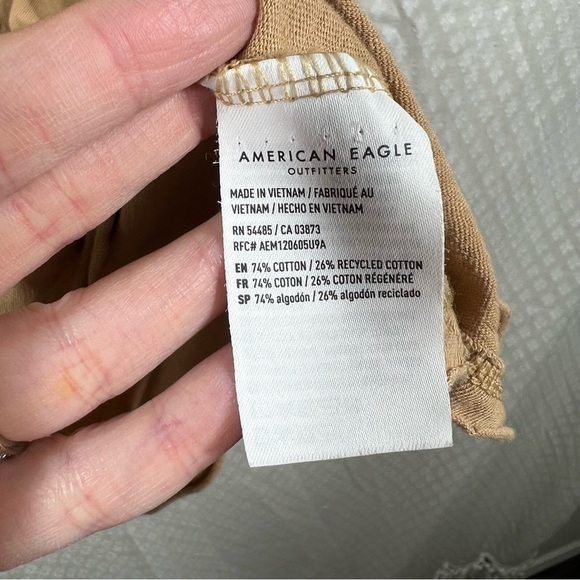 AMERICAN EAGLE
OUTFITTERS
MADE IN VIETNAM / FABRIQUÉ AU
VIETNAM / HECHO EN VIETNAM
RN 54485 / CA 03873
RFC# AEM120605U9A
EN 74% COTTON / 26% RECYCLED COTTON
FR 74% COTON / 26% COTON RÉGÉNÉRÉ
SP 74% algodón / 26% algodón reciclado